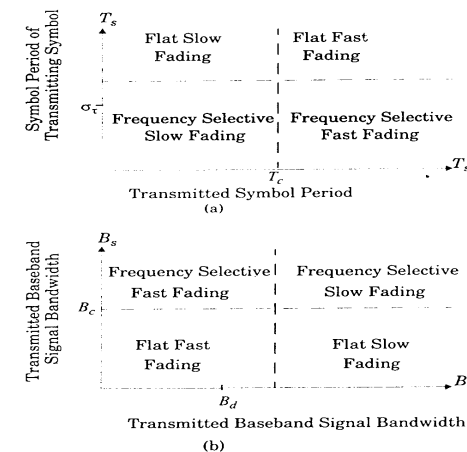 Symbol Period of
Transmitting Symbol
T_s
Flat Slow
Fading
Flat Fast
Fading
σ_τ
Frequency Selective
Slow Fading
Frequency Selective
Fast Fading
T_c
T_s
Transmitted Symbol Period
(a)
Transmitted Baseband
Signal Bandwidth
B_s
Frequency Selective
Fast Fading
Frequency Selective
Slow Fading
B_c
Flat Fast
Fading
Flat Slow
Fading
B_d
B
Transmitted Baseband Signal Bandwidth
(b)